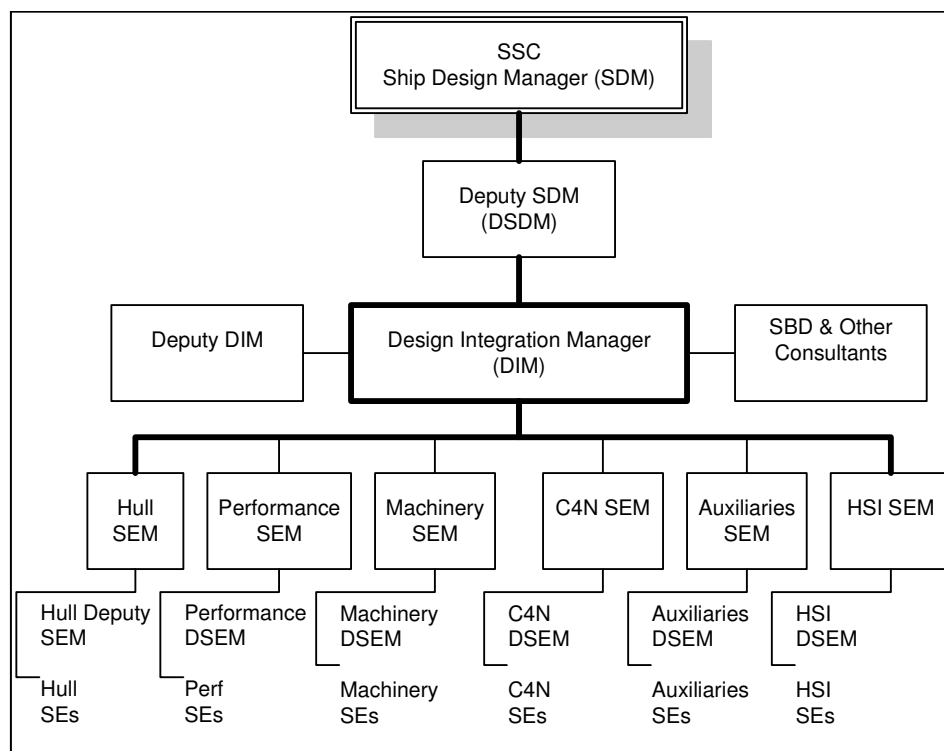 SSC
Ship Design Manager (SDM)
Deputy SDM
(DSDM)
Deputy DIM
Design Integration Manager
(DIM)
SBD & Other
Consultants
Hull
SEM
Performance
SEM
Machinery
SEM
C4N SEM
Auxiliaries
SEM
HSI SEM
Hull Deputy
SEM
Performance
DSEM
Machinery
DSEM
C4N
DSEM
Auxiliaries
DSEM
HSI
DSEM
Hull
SEs
Perf
SEs
Machinery
SEs
C4N
SEs
Auxiliaries
SEs
HSI
SEs